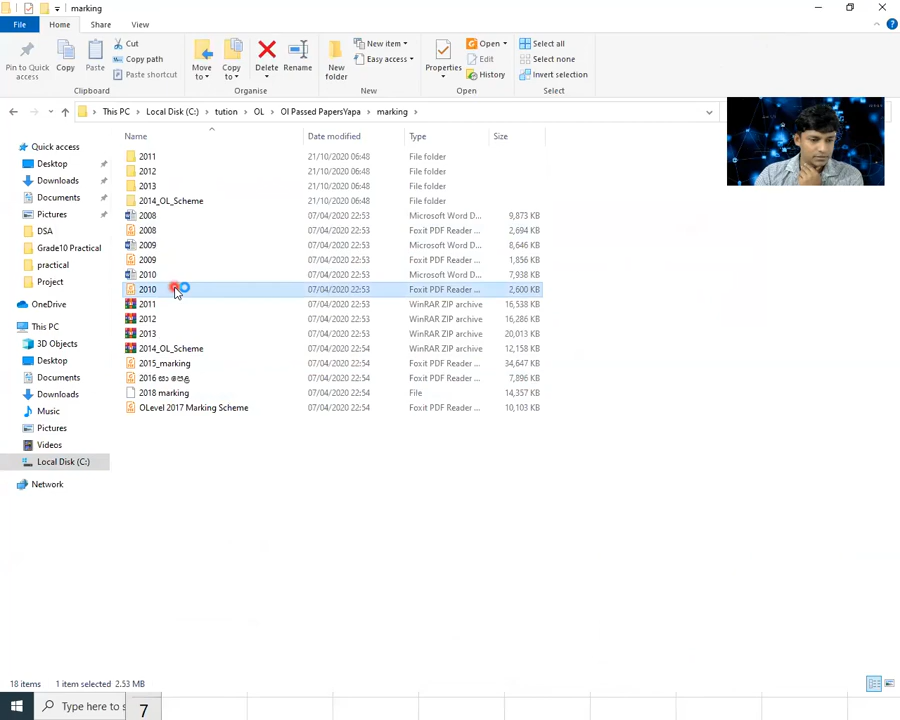 marking
File Home Share View
Pin to Quick access
Copy
Paste
Cut
Copy path
Paste shortcut
Clipboard
Move to
Copy to
Delete
Rename
Organise
New folder
New item
Easy access
New
Properties
Open
Edit
History
Open
Select all
Select none
Invert selection
Select
This PC Local Disk (C:) tution OL Ol Passed PapersYapa marking
Name Date modified Type Size
2011 21/10/2020 06:48 File folder
2012 21/10/2020 06:48 File folder
2013 21/10/2020 06:48 File folder
2014_OL_Scheme 21/10/2020 06:48 File folder
2008 07/04/2020 22:53 Microsoft Word D... 9,873 KB
2008 07/04/2020 22:53 Foxit PDF Reader ... 2,694 KB
2009 07/04/2020 22:53 Microsoft Word D... 8,646 KB
2009 07/04/2020 22:53 Foxit PDF Reader ... 1,856 KB
2010 07/04/2020 22:53 Microsoft Word D... 7,938 KB
2010 07/04/2020 22:53 Foxit PDF Reader ... 2,600 KB
2011 07/04/2020 22:53 WinRAR ZIP archive 16,538 KB
2012 07/04/2020 22:53 WinRAR ZIP archive 16,286 KB
2013 07/04/2020 22:53 WinRAR ZIP archive 20,013 KB
2014_OL_Scheme 07/04/2020 22:54 WinRAR ZIP archive 12,158 KB
2015_marking 07/04/2020 22:54 Foxit PDF Reader ... 34,647 KB
2016 සා පෙළ 07/04/2020 22:54 Foxit PDF Reader ... 7,896 KB
2018 marking 07/04/2020 22:54 File 14,357 KB
OLevel 2017 Marking Scheme 07/04/2020 22:54 Foxit PDF Reader ... 10,103 KB
Quick access
Desktop
Downloads
Documents
Pictures
DSA
Grade10 Practical
practical
Project
OneDrive
This PC
3D Objects
Desktop
Documents
Downloads
Music
Pictures
Videos
Local Disk (C:)
Network
18 items 1 item selected 2.53 MB
Type here to s
7